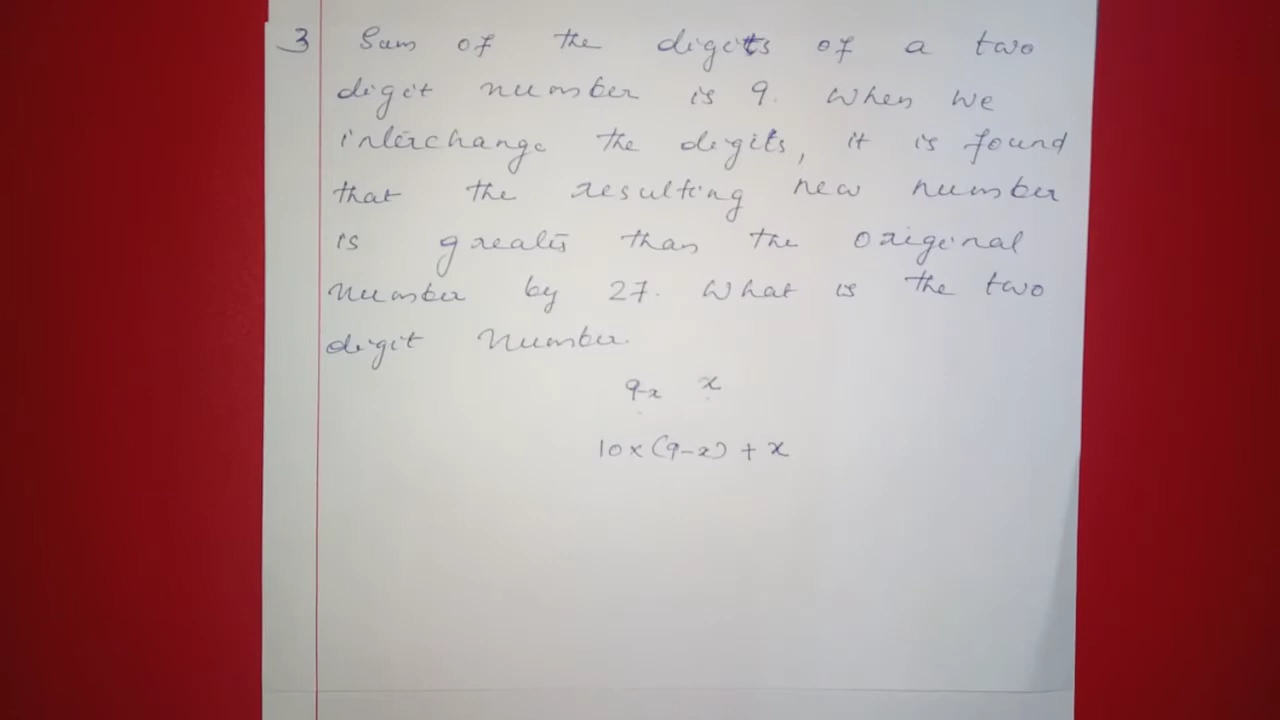 3 Sum of the digits of a two
digit number is 9. When we
interchange the digits, it is found
that the resulting new number
is greater than the original
number by 27. What is the two
digit number.
9-x x
10x(9-x) + x